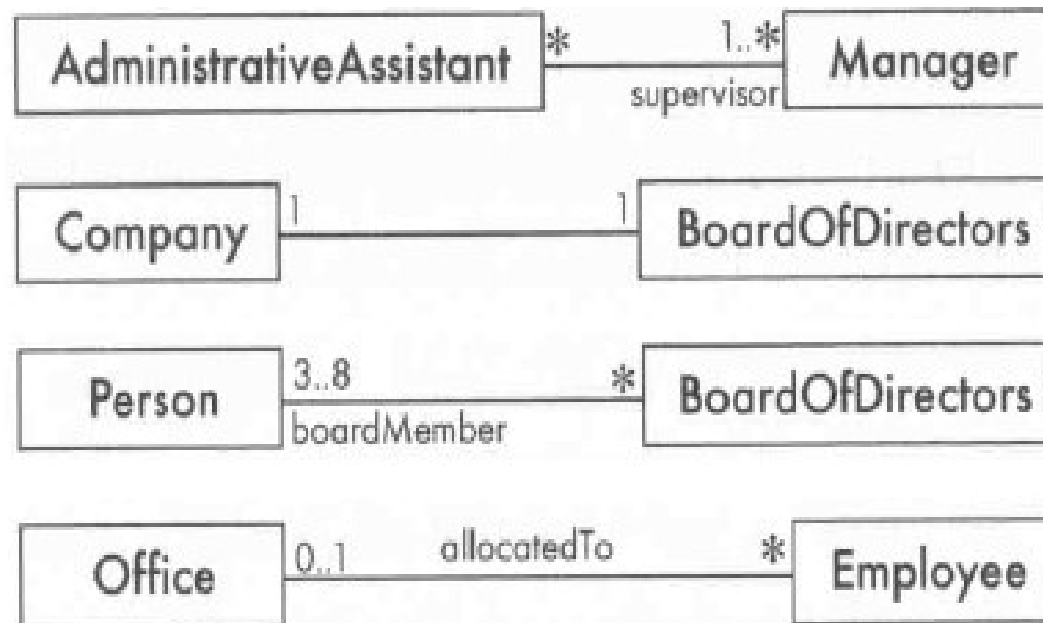 AdministrativeAssistant * 1..* Manager
supervisor
Company 1 1 BoardOfDirectors
Person 3..8 * BoardOfDirectors
boardMember
Office 0..1 allocatedTo * Employee